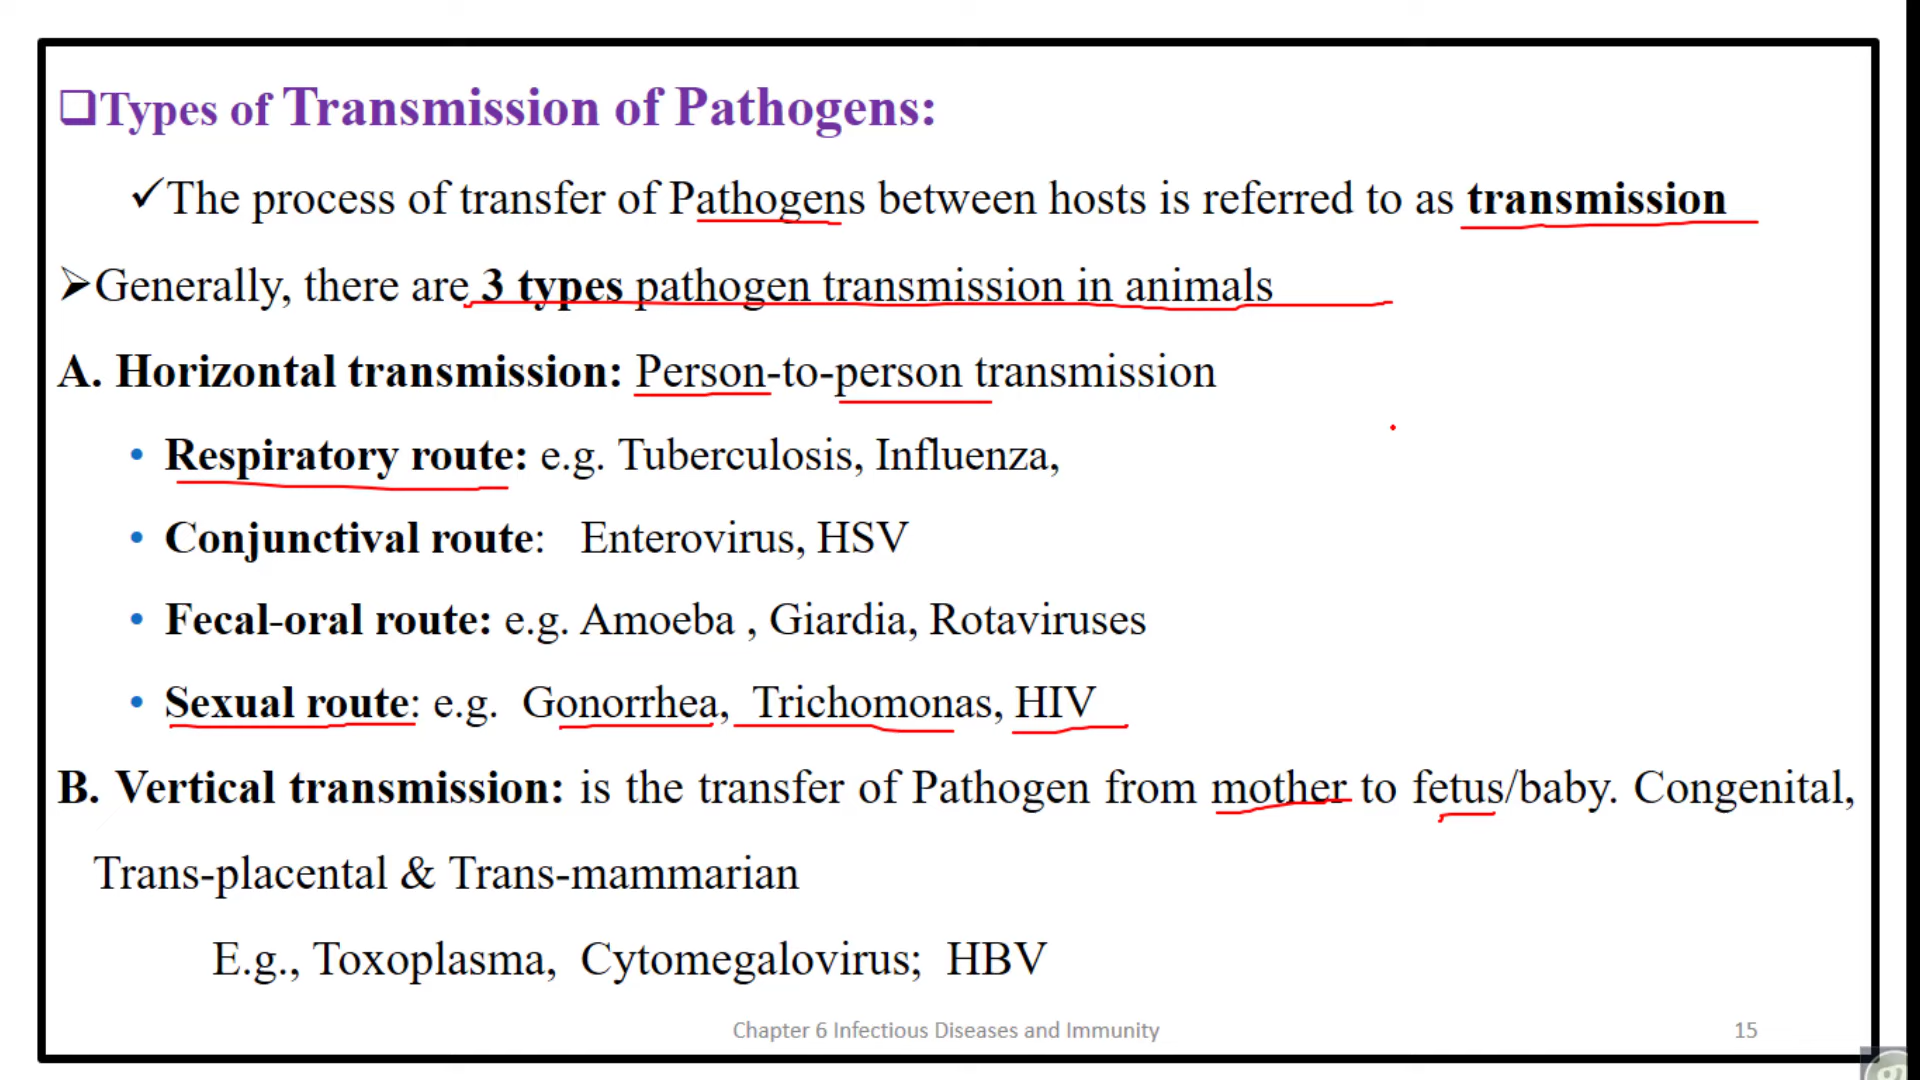 ❑Types of Transmission of Pathogens:
✓The process of transfer of Pathogens between hosts is referred to as transmission
➢Generally, there are 3 types pathogen transmission in animals
A. Horizontal transmission: Person-to-person transmission
• Respiratory route: e.g. Tuberculosis, Influenza,
• Conjunctival route: Enterovirus, HSV
• Fecal-oral route: e.g. Amoeba , Giardia, Rotaviruses
• Sexual route: e.g. Gonorrhea, Trichomonas, HIV
B. Vertical transmission: is the transfer of Pathogen from mother to fetus/baby. Congenital,
Trans-placental & Trans-mammarian
E.g., Toxoplasma, Cytomegalovirus; HBV
Chapter 6 Infectious Diseases and Immunity
15